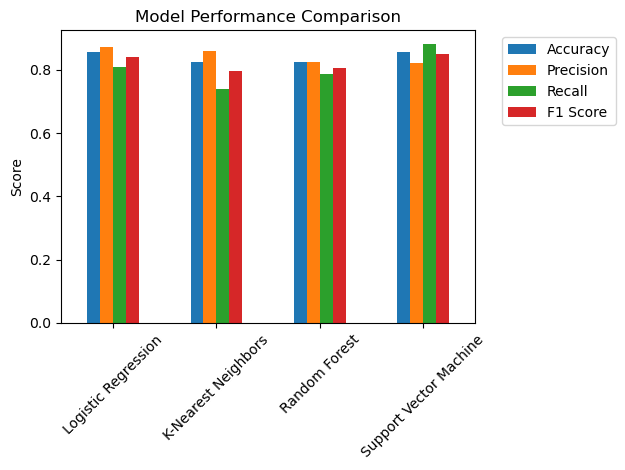 Model Performance Comparison
Accuracy
Precision
Recall
F1 Score
Score
0.8
0.6
0.4
0.2
0.0
Logistic Regression
K-Nearest Neighbors
Random Forest
Support Vector Machine